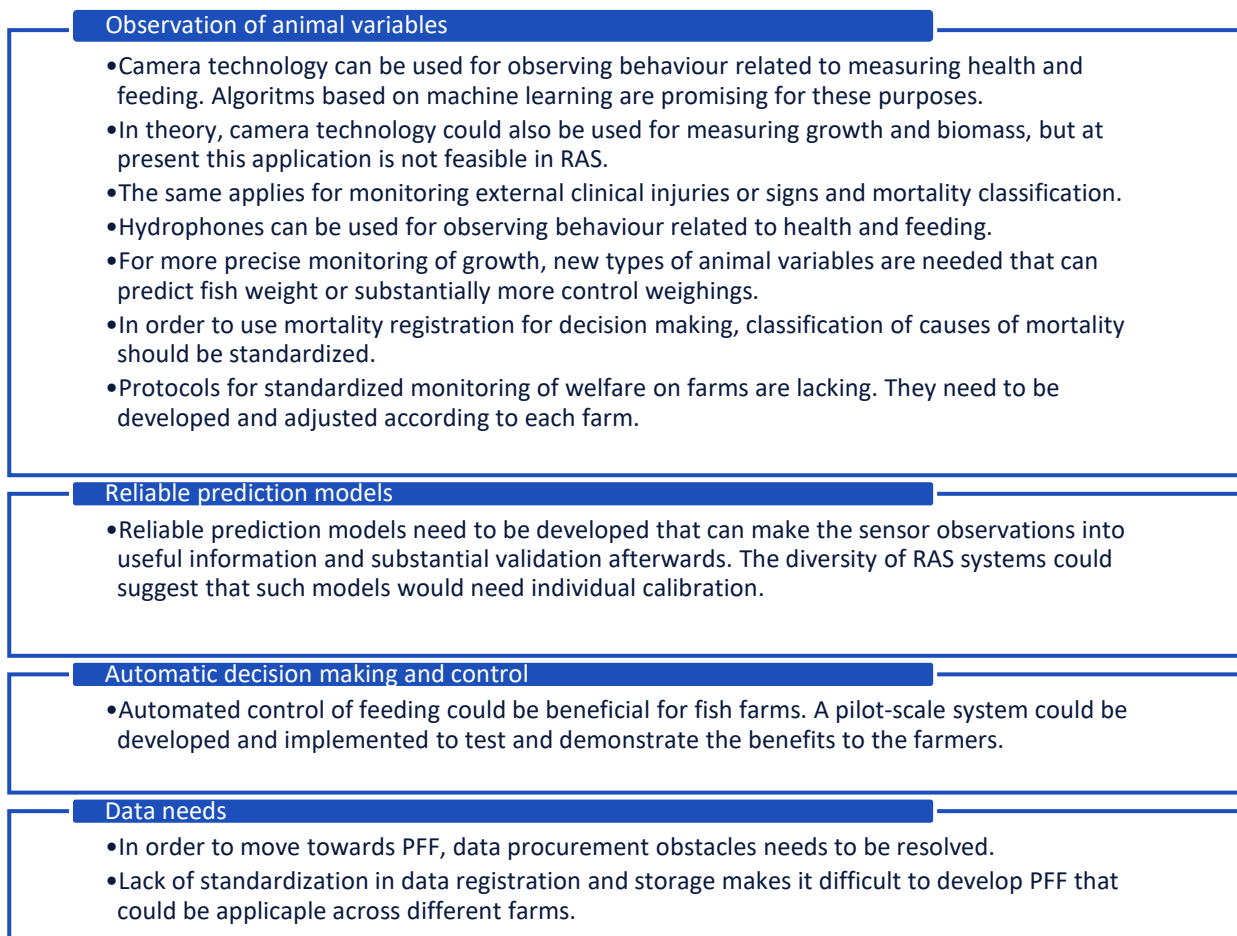 Observation of animal variables
•Camera technology can be used for observing behaviour related to measuring health and
feeding. Algoritms based on machine learning are promising for these purposes.
•In theory, camera technology could also be used for measuring growth and biomass, but at
present this application is not feasible in RAS.
•The same applies for monitoring external clinical injuries or signs and mortality classification.
•Hydrophones can be used for observing behaviour related to health and feeding.
•For more precise monitoring of growth, new types of animal variables are needed that can
predict fish weight or substantially more control weighings.
•In order to use mortality registration for decision making, classification of causes of mortality
should be standardized.
•Protocols for standardized monitoring of welfare on farms are lacking. They need to be
developed and adjusted according to each farm.
Reliable prediction models
•Reliable prediction models need to be developed that can make the sensor observations into
useful information and substantial validation afterwards. The diversity of RAS systems could
suggest that such models would need individual calibration.
Automatic decision making and control
•Automated control of feeding could be beneficial for fish farms. A pilot-scale system could be
developed and implemented to test and demonstrate the benefits to the farmers.
Data needs
•In order to move towards PFF, data procurement obstacles needs to be resolved.
•Lack of standardization in data registration and storage makes it difficult to develop PFF that
could be applicaple across different farms.